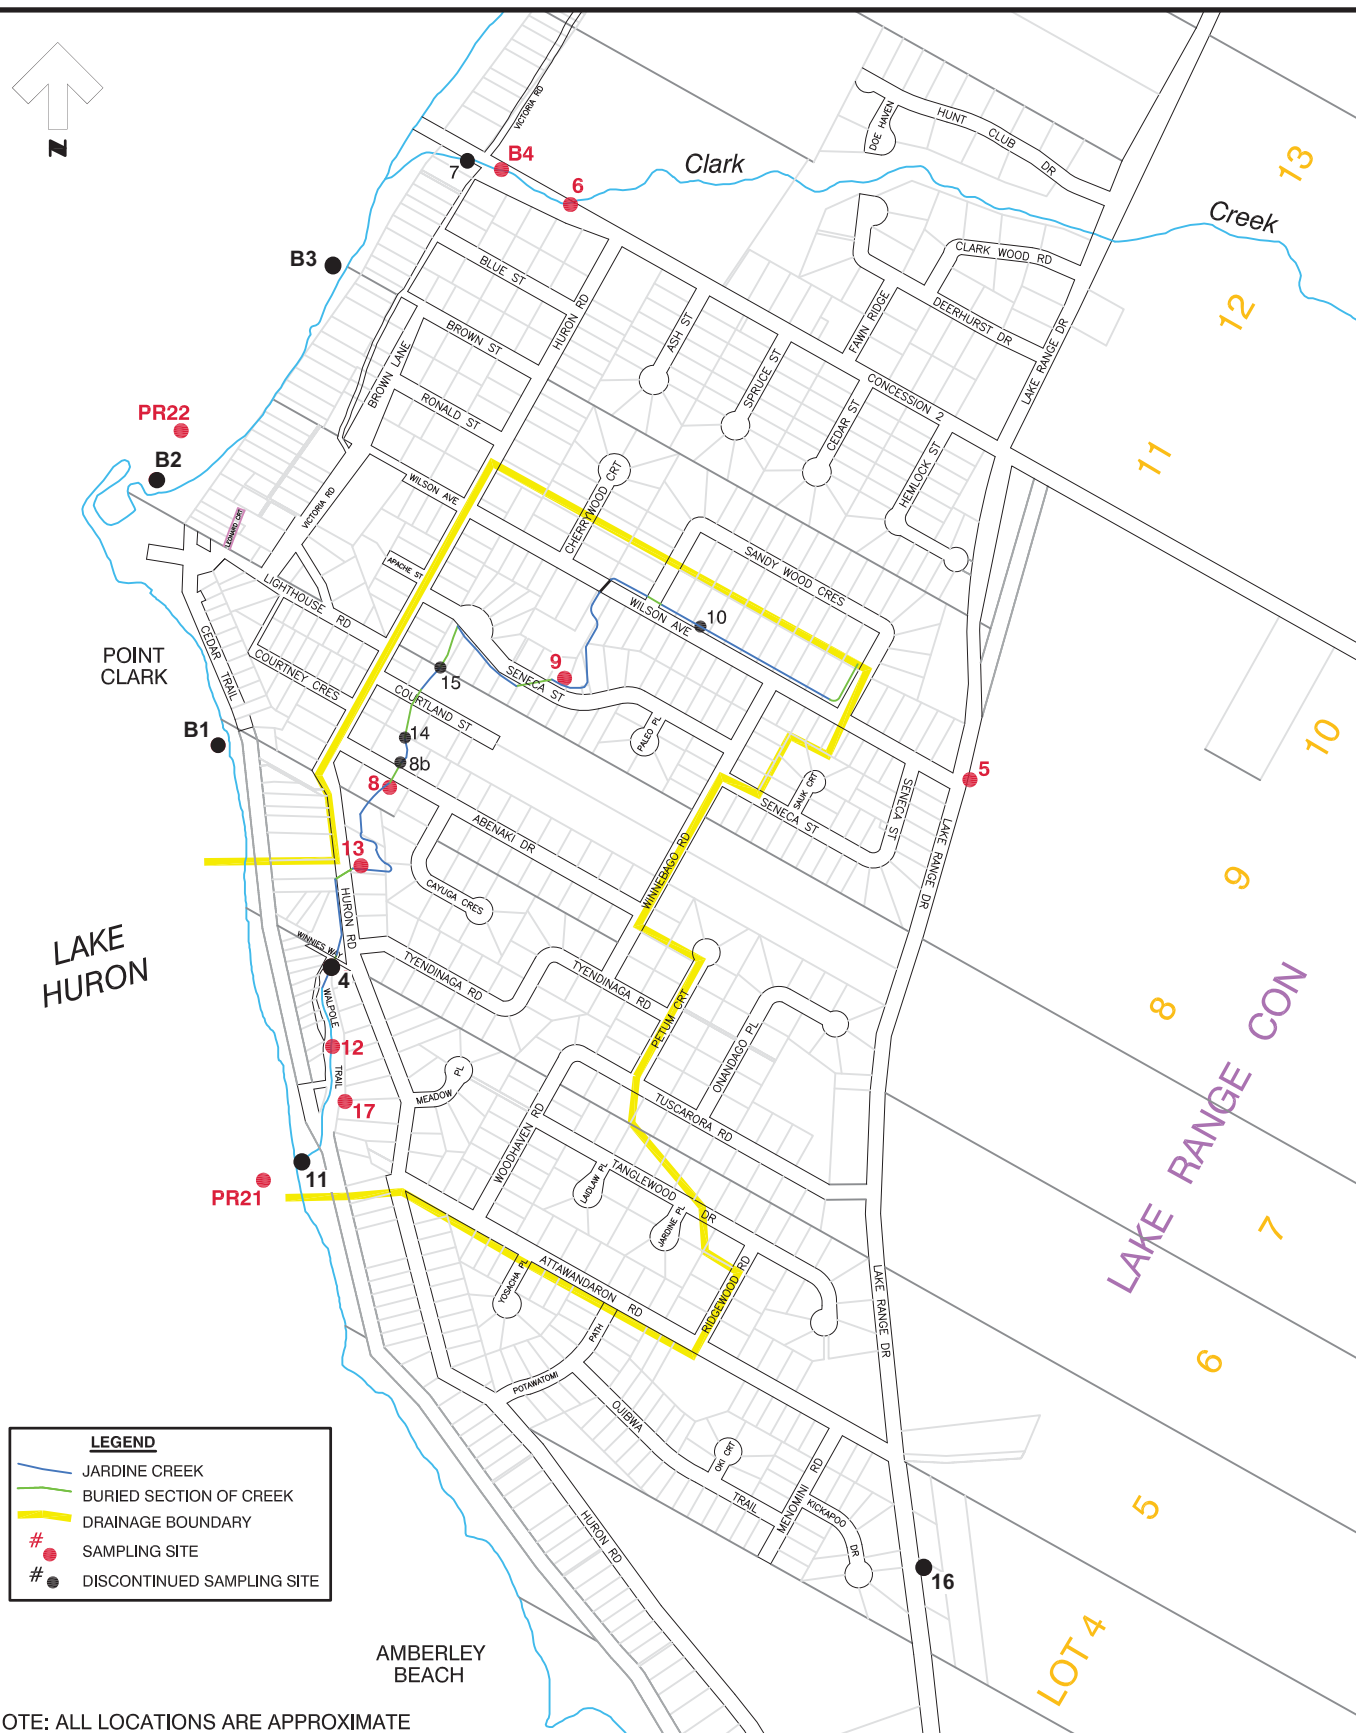 N
VICTORIA RD
DOE HAVEN
HUNT CLUB DR
13
7
B4
6
Clark
Creek
B3
BLUE ST
HURON RD
CLARK WOOD RD
DEERHURST DR
FAWN RIDGE
LAKE RANGE DR
12
BROWN ST
BROWN LANE
ASH ST
SPRUCE ST
CONCESSION 2
RONALD ST
CEDAR ST
HEMLOCK ST
11
PR22
B2
WILSON AVE
CHERRYWOOD CRT
VICTORIA RD
LEONARD CRT
APACHE ST
SANDY WOOD CRES
LIGHTHOUSE RD
WILSON AVE
10
CEDAR TRAIL
POINT
CLARK
COURTNEY CRES
9
15
SENECA ST
COURTLAND ST
B1
14
PALEO PL
10
8b
8
5
SAUK CRT
SENECA ST
SENECA ST
ABENAKI DR
WINNEBAGO RD
LAKE RANGE DR
13
CAYUGA CRES
9
HURON RD
LAKE
HURON
WINNIES WAY
4
TYENDINAGA RD
TYENDINAGA RD
8
LAKE RANGE CON
WALPOLE
12
PETUM CRT
ONANDAGO PL
TRAIL
17
MEADOW PL
TUSCARORA RD
WOODHAVEN RD
11
PR21
LAIDLAW PL
TANGLEWOOD DR
JARDINE PL
7
YOSACHA PL
ATTAWANDARON RD
RIDGEWOOD RD
LAKE RANGE DR
PATH
POTAWATOMI
6
OJIBWA
TRAIL
OKI CRT
MENOMINI RD
KICKAPOO DR
5
HURON RD
16
LOT 4
LEGEND
JARDINE CREEK
BURIED SECTION OF CREEK
DRAINAGE BOUNDARY
# SAMPLING SITE
# DISCONTINUED SAMPLING SITE
AMBERLEY
BEACH
OTE: ALL LOCATIONS ARE APPROXIMATE